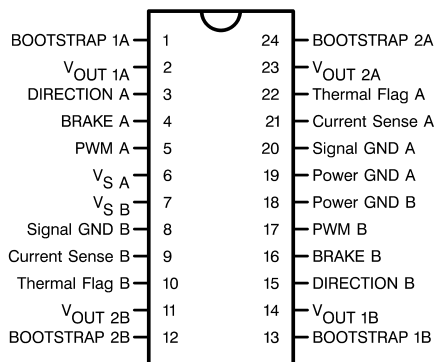 BOOTSTRAP 1A 1 24 BOOTSTRAP 2A
VOUT 1A 2 23 VOUT 2A
DIRECTION A 3 22 Thermal Flag A
BRAKE A 4 21 Current Sense A
PWM A 5 20 Signal GND A
VS A 6 19 Power GND A
VS B 7 18 Power GND B
Signal GND B 8 17 PWM B
Current Sense B 9 16 BRAKE B
Thermal Flag B 10 15 DIRECTION B
VOUT 2B 11 14 VOUT 1B
BOOTSTRAP 2B 12 13 BOOTSTRAP 1B